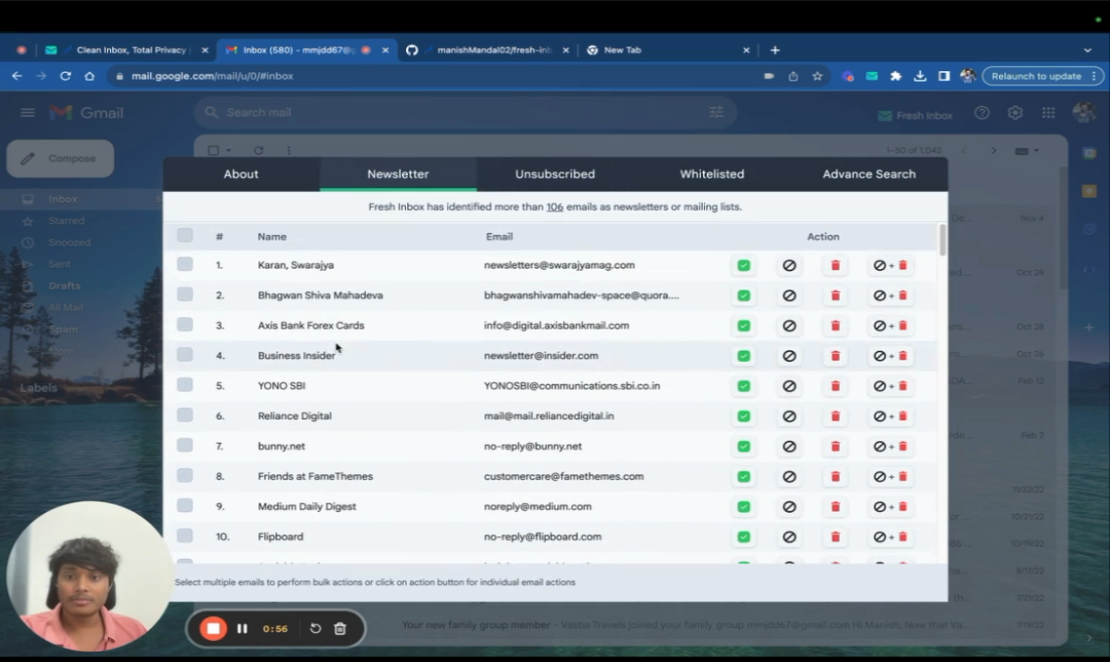 Clean Inbox, Total Privacy
Inbox (580) - mmjdd67@g
manishMandal02/fresh-inb
New Tab
mail.google.com/mail/u/0/#inbox
Relaunch to update
Gmail
Search mail
Fresh Inbox
Compose
1-50 of 1,043
Inbox
Starred
Snoozed
Sent
Drafts
All Mail
Spam
Labels
About
Newsletter
Unsubscribed
Whitelisted
Advance Search
Fresh Inbox has identified more than 106 emails as newsletters or mailing lists.
# Name Email Action
1. Karan, Swarajya newsletters@swarajyamag.com
2. Bhagwan Shiva Mahadeva bhagwanshivamahadev-space@quora....
3. Axis Bank Forex Cards info@digital.axisbankmail.com
4. Business Insider newsletter@insider.com
5. YONO SBI YONOSBI@communications.sbi.co.in
6. Reliance Digital mail@mail.reliancedigital.in
7. bunny.net no-reply@bunny.net
8. Friends at FameThemes customercare@famethemes.com
9. Medium Daily Digest noreply@medium.com
10. Flipboard no-reply@flipboard.com
Select multiple emails to perform bulk actions or click on action button for individual email actions
Nov 4
Oct 28
Oct 28
Oct 26
Feb 12
Feb 2
11/22/22
10/21/22
10/19/22
8/17/22
7/21/22
7/19/22
0:56
Your new family group member - Vastia Travels joined your family group mmjdd67@gmail.com Hi Manish, Now that Va...